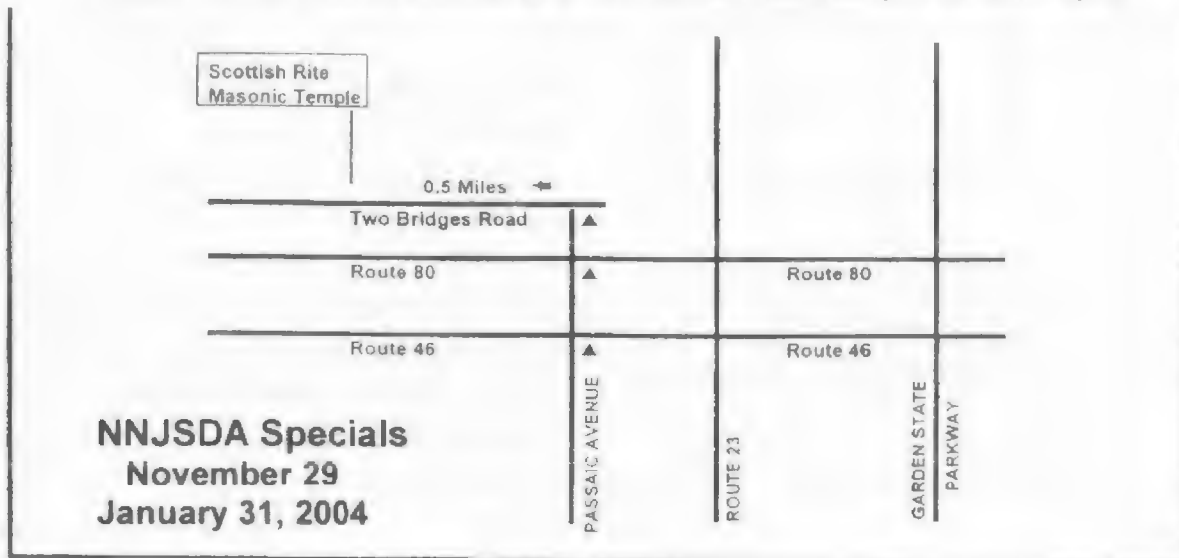 Scottish Rite
Masonic Temple
0.5 Miles
Two Bridges Road
Route 80
Route 80
Route 46
Route 46
PASSAIC AVENUE
ROUTE 23
GARDEN STATE
PARKWAY
NNJSDA Specials
November 29
January 31, 2004